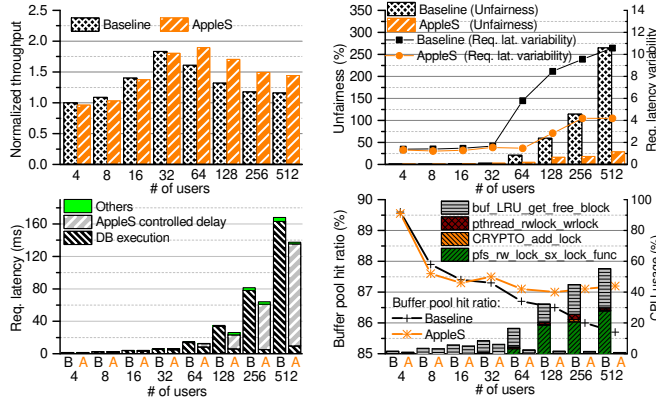 Baseline AppleS
Normalized throughput
2.5
2.0
1.5
1.0
0.5
0.0
4 8 16 32 64 128 256 512
# of users
Baseline (Unfairness)
AppleS (Unfairness)
Baseline (Req. lat. variability)
AppleS (Req. lat. variability)
Unfairness (%)
350
300
250
200
150
100
50
0
14
12
10
8
6
4
2
0
Req. latency variability
4 8 16 32 64 128 256 512
# of users
Others
AppleS controlled delay
DB execution
Req. latency (ms)
160
120
80
40
0
B A B A B A B A B A B A B A B A
4 8 16 32 64 128 256 512
# of users
buf_LRU_get_free_block
pthread_rwlock_wrlock
CRYPTO_add_lock
pfs_rw_lock_sx_lock_func
Buffer pool hit ratio:
Baseline
AppleS
Buffer pool hit ratio (%)
90
89
88
87
86
85
100
80
60
40
20
0
CPU usage (%)
B A B A B A B A B A B A B A B A
4 8 16 32 64 128 256 512
# of users